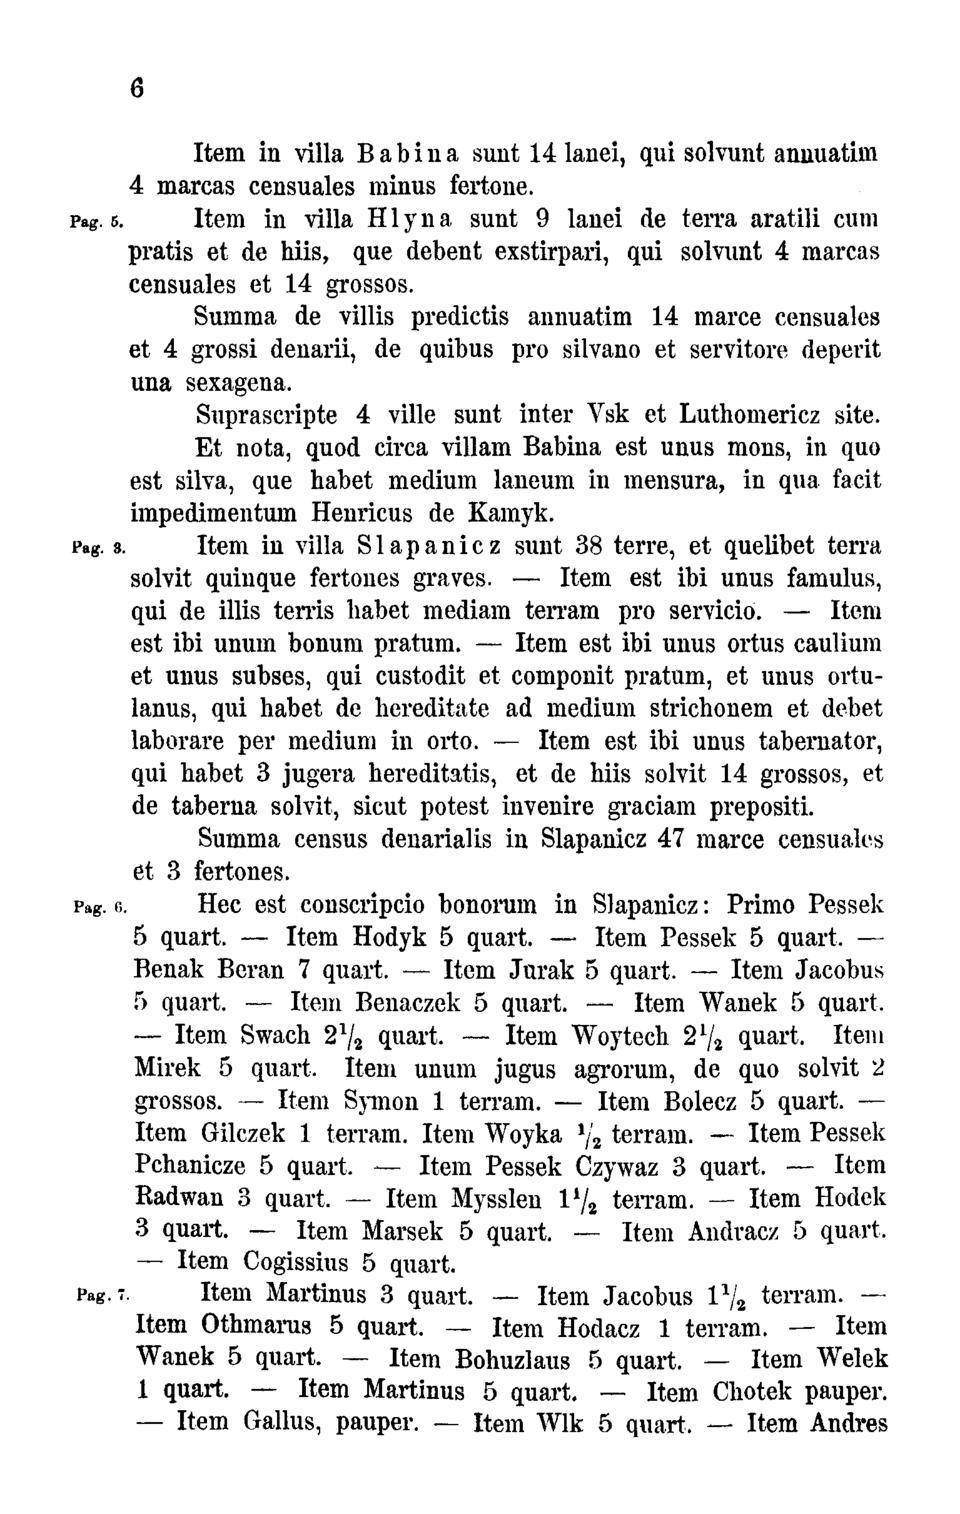 6
Item in villa Babina sunt 14 lanei, qui solvunt annuatim
4 marcas censuales minus fertone.
Pag. 5. Item in villa Hlyna sunt 9 lanei de terra aratili cum
pratis et de hiis, que debent exstirpari, qui solvunt 4 marcas
censuales et 14 grossos.
Summa de villis predictis annuatim 14 marce censuales
et 4 grossi denarii, de quibus pro silvano et servitore deperit
una sexagena.
Suprascripte 4 ville sunt inter Vsk et Luthomericz site.
Et nota, quod circa villam Babina est unus mons, in quo
est silva, que habet medium laneum in mensura, in qua facit
impedimentum Henricus de Kamyk.
Pag. 3. Item in villa Slapanicz sunt 38 terre, et quelibet terra
solvit quinque fertones graves. — Item est ibi unus famulus,
qui de illis terris habet mediam terram pro servicio. — Item
est ibi unum bonum pratum. — Item est ibi unus ortus caulium
et unus subses, qui custodit et componit pratum, et unus ortu-
lanus, qui habet de hereditate ad medium strichonem et debet
laborare per medium in orto. — Item est ibi unus tabernator,
qui habet 3 jugera hereditatis, et de hiis solvit 14 grossos, et
de taberna solvit, sicut potest invenire graciam prepositi.
Summa census denarialis in Slapanicz 47 marce censuales
et 3 fertones.
Pag. 6. Hec est conscripcio bonorum in Slapanicz: Primo Pessek
5 quart. — Item Hodyk 5 quart. — Item Pessek 5 quart. —
Benak Beran 7 quart. — Item Jurak 5 quart. — Item Jacobus
5 quart. — Item Benaczek 5 quart. — Item Wanek 5 quart.
— Item Swach 2½ quart. — Item Woytech 2½ quart. Item
Mirek 5 quart. Item unum jugus agrorum, de quo solvit 2
grossos. — Item Symon 1 terram. — Item Bolecz 5 quart. —
Item Gilczek 1 terram. Item Woyka ½ terram. — Item Pessek
Pchanicze 5 quart. — Item Pessek Czywaz 3 quart. — Item
Radwan 3 quart. — Item Mysslen 1½ terram. — Item Hodek
3 quart. — Item Marsek 5 quart. — Item Andracz 5 quart.
— Item Cogissius 5 quart.
Pag. 7. Item Martinus 3 quart. — Item Jacobus 1½ terram. —
Item Othmarus 5 quart. — Item Hodacz 1 terram. — Item
Wanek 5 quart. — Item Bohuzlaus 5 quart. — Item Welek
1 quart. — Item Martinus 5 quart. — Item Chotek pauper.
— Item Gallus, pauper. — Item Wlk 5 quart. — Item Andres